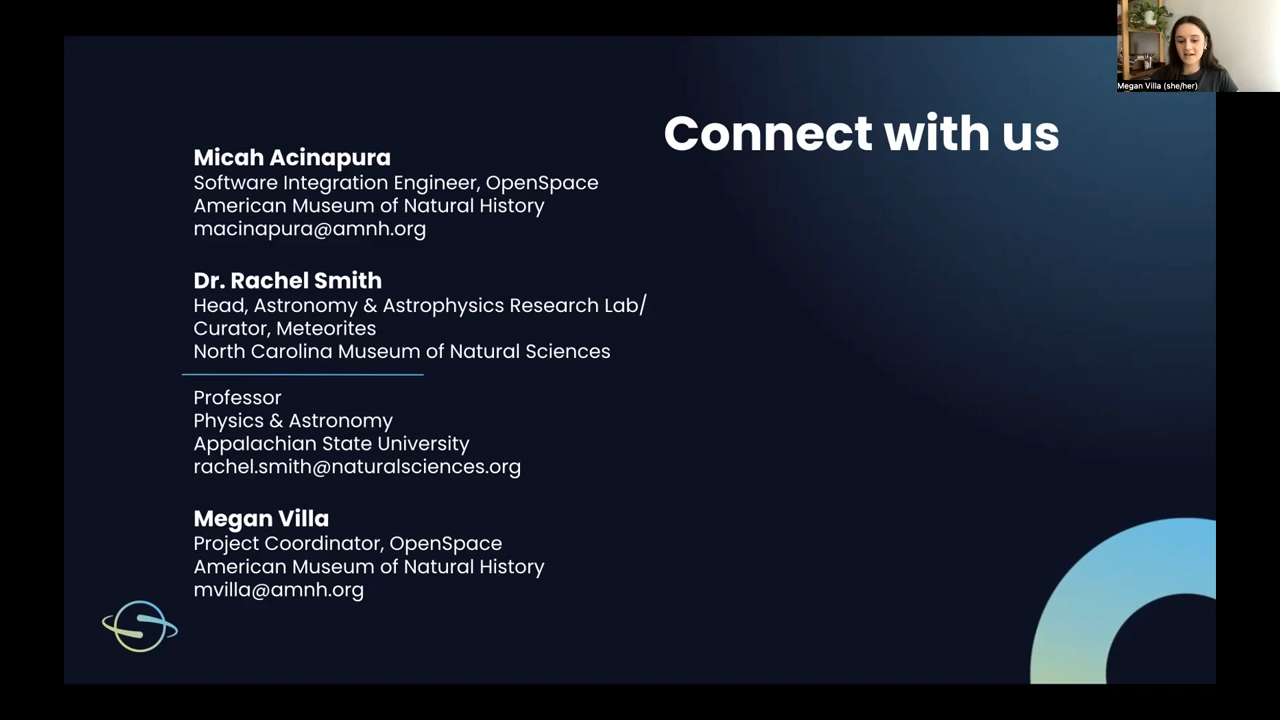 Megan Villa (she/her)
Connect with us
Micah Acinapura
Software Integration Engineer, OpenSpace
American Museum of Natural History
macinapura@amnh.org
Dr. Rachel Smith
Head, Astronomy & Astrophysics Research Lab/
Curator, Meteorites
North Carolina Museum of Natural Sciences
Professor
Physics & Astronomy
Appalachian State University
rachel.smith@naturalsciences.org
Megan Villa
Project Coordinator, OpenSpace
American Museum of Natural History
mvilla@amnh.org